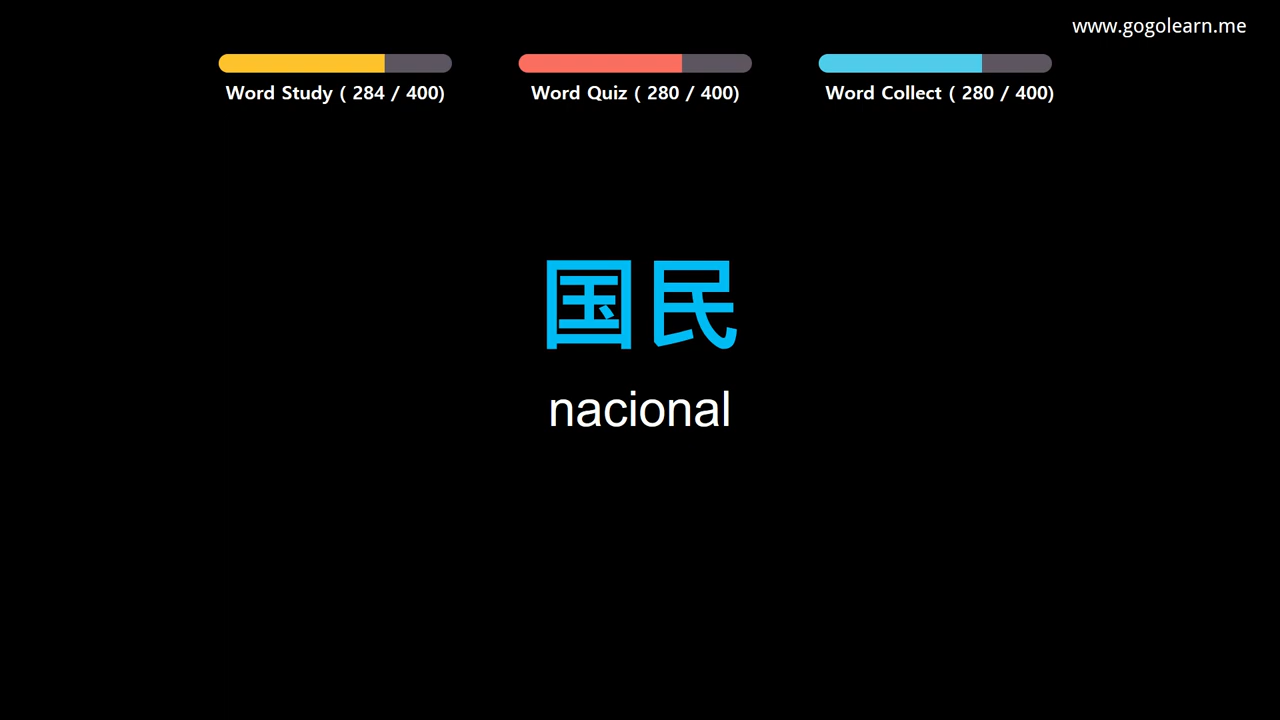 www.gogolearn.me
Word Study ( 284 / 400)
Word Quiz ( 280 / 400)
Word Collect ( 280 / 400)
国民
nacional